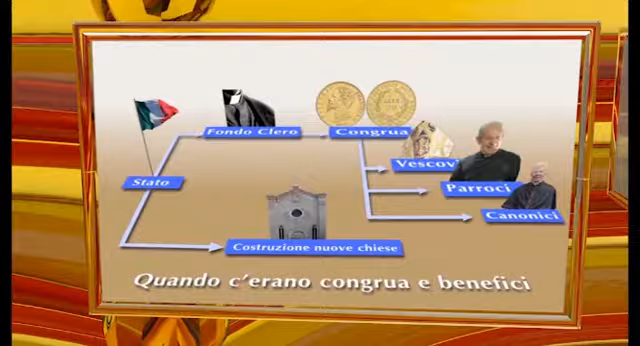 Fondo Clero
Congrua
Vescov
Stato
Parroci
Canonici
Costruzione nuove chiese
Quando c'erano congrua e benefici